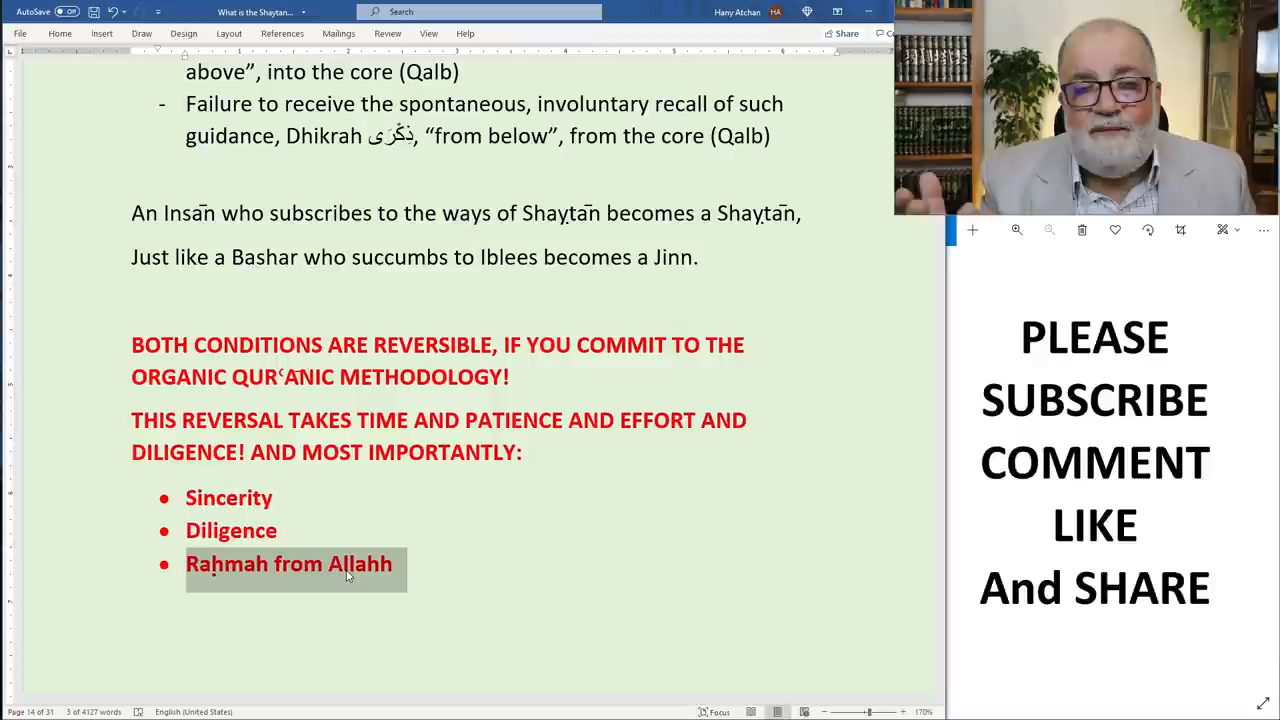 AutoSave Off What is the Shaytan... Search Hany Atchan HA
File Home Insert Draw Design Layout References Mailings Review View Help Share Co
above”, into the core (Qalb)
- Failure to receive the spontaneous, involuntary recall of such
guidance, Dhikrah ذِكْرَى, “from below”, from the core (Qalb)
An Insān who subscribes to the ways of Shayṭān becomes a Shayṭān,
Just like a Bashar who succumbs to Iblees becomes a Jinn.
BOTH CONDITIONS ARE REVERSIBLE, IF YOU COMMIT TO THE
ORGANIC QURʿĀNIC METHODOLOGY!
THIS REVERSAL TAKES TIME AND PATIENCE AND EFFORT AND
DILIGENCE! AND MOST IMPORTANTLY:
• Sincerity
• Diligence
• Raḥmah from Allahh
Page 14 of 31 3 of 4127 words English (United States) Focus 170%
PLEASE
SUBSCRIBE
COMMENT
LIKE
And SHARE